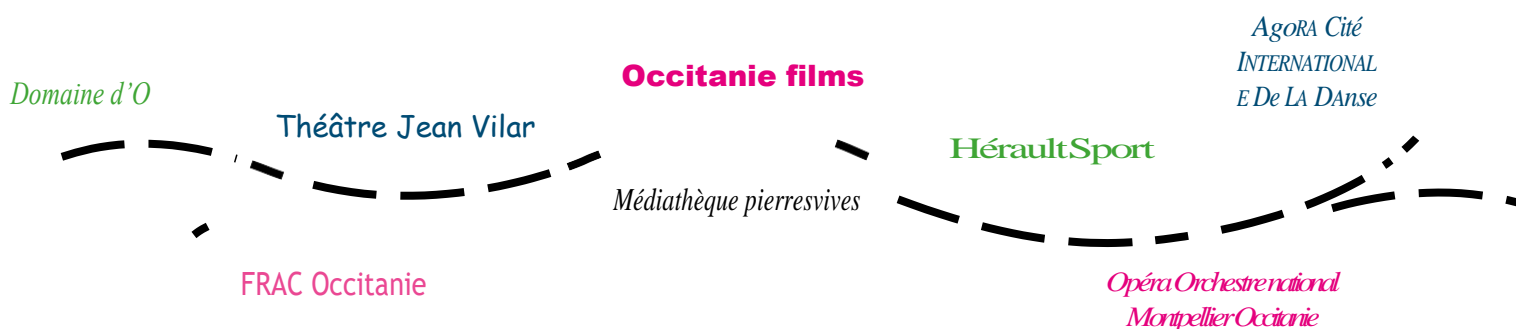 Domaine d'O
Théâtre Jean Vilar
FRAC Occitanie
Occitanie films
Médiathèque pierresvives
HéraultSport
AgoRA Cité
INTERNATIONAL
E De LA DAnse
Opéra Orchestre national
Montpellier Occitanie